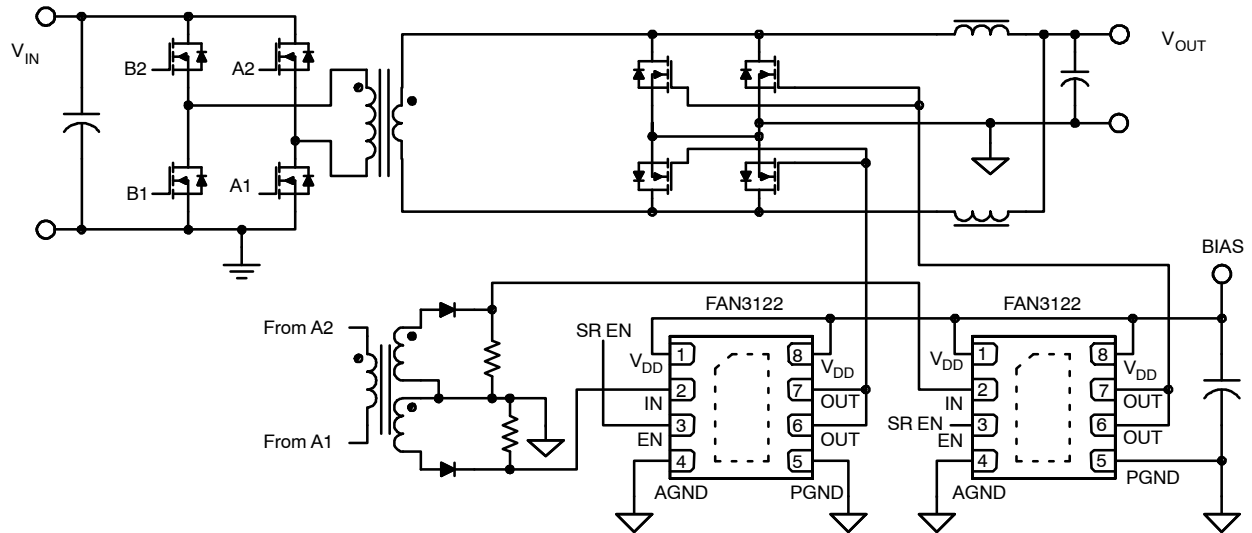 VIN
B2
A2
B1
A1
VOUT
BIAS
From A2
From A1
FAN3122
SR EN
VDD
1
8
VDD
2
7
IN
OUT
3
6
EN
OUT
4
5
AGND
PGND
FAN3122
VDD
1
8
VDD
2
7
IN
OUT
SR EN
3
6
EN
OUT
4
5
AGND
PGND